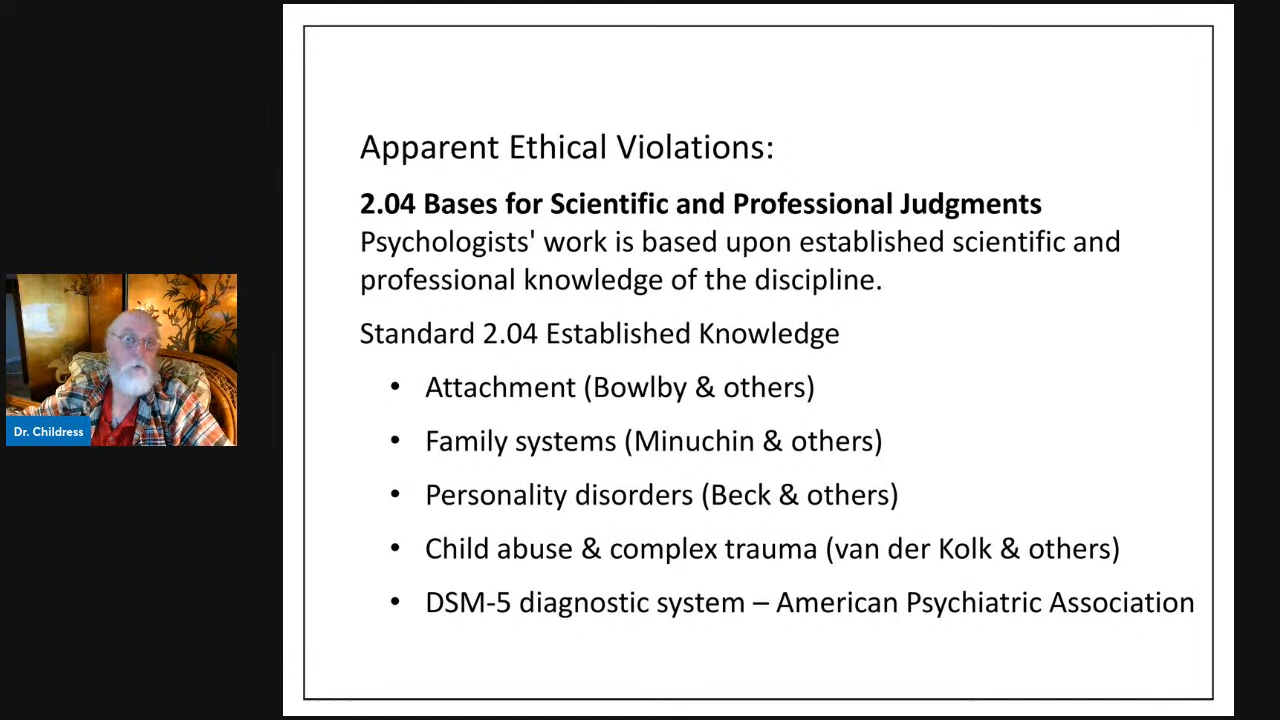 Apparent Ethical Violations:
2.04 Bases for Scientific and Professional Judgments
Psychologists' work is based upon established scientific and
professional knowledge of the discipline.
Standard 2.04 Established Knowledge
• Attachment (Bowlby & others)
• Family systems (Minuchin & others)
• Personality disorders (Beck & others)
• Child abuse & complex trauma (van der Kolk & others)
• DSM-5 diagnostic system – American Psychiatric Association
Dr. Childress